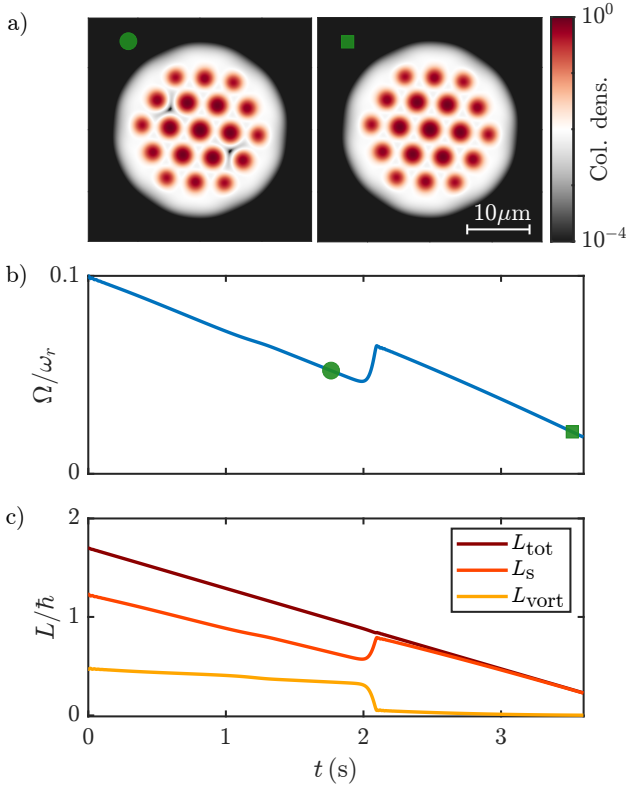 a)
10μm
10⁰
Col. dens.
10⁻⁴
b)
0.1
Ω/ω_r
0
c)
2
L_tot
L_s
L_vort
L/ħ
1
0
0
1
2
3
t (s)